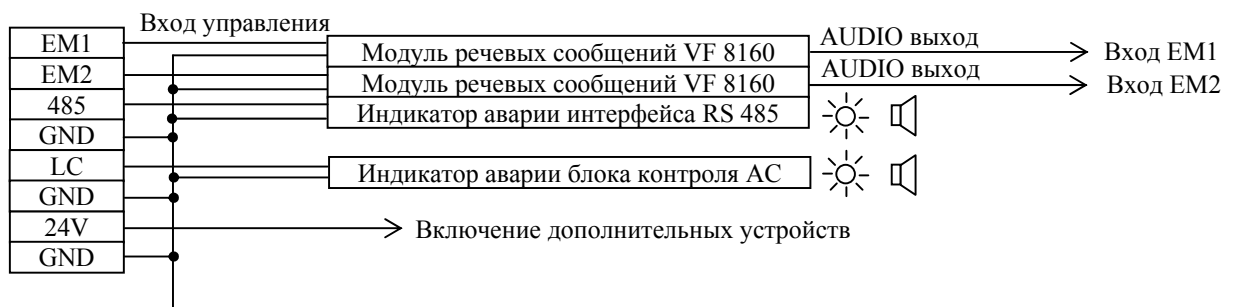 Вход управления
EM1
Модуль речевых сообщений VF 8160
AUDIO выход
Вход EM1
EM2
Модуль речевых сообщений VF 8160
AUDIO выход
Вход EM2
485
Индикатор аварии интерфейса RS 485
GND
LC
Индикатор аварии блока контроля АС
GND
24V
Включение дополнительных устройств
GND